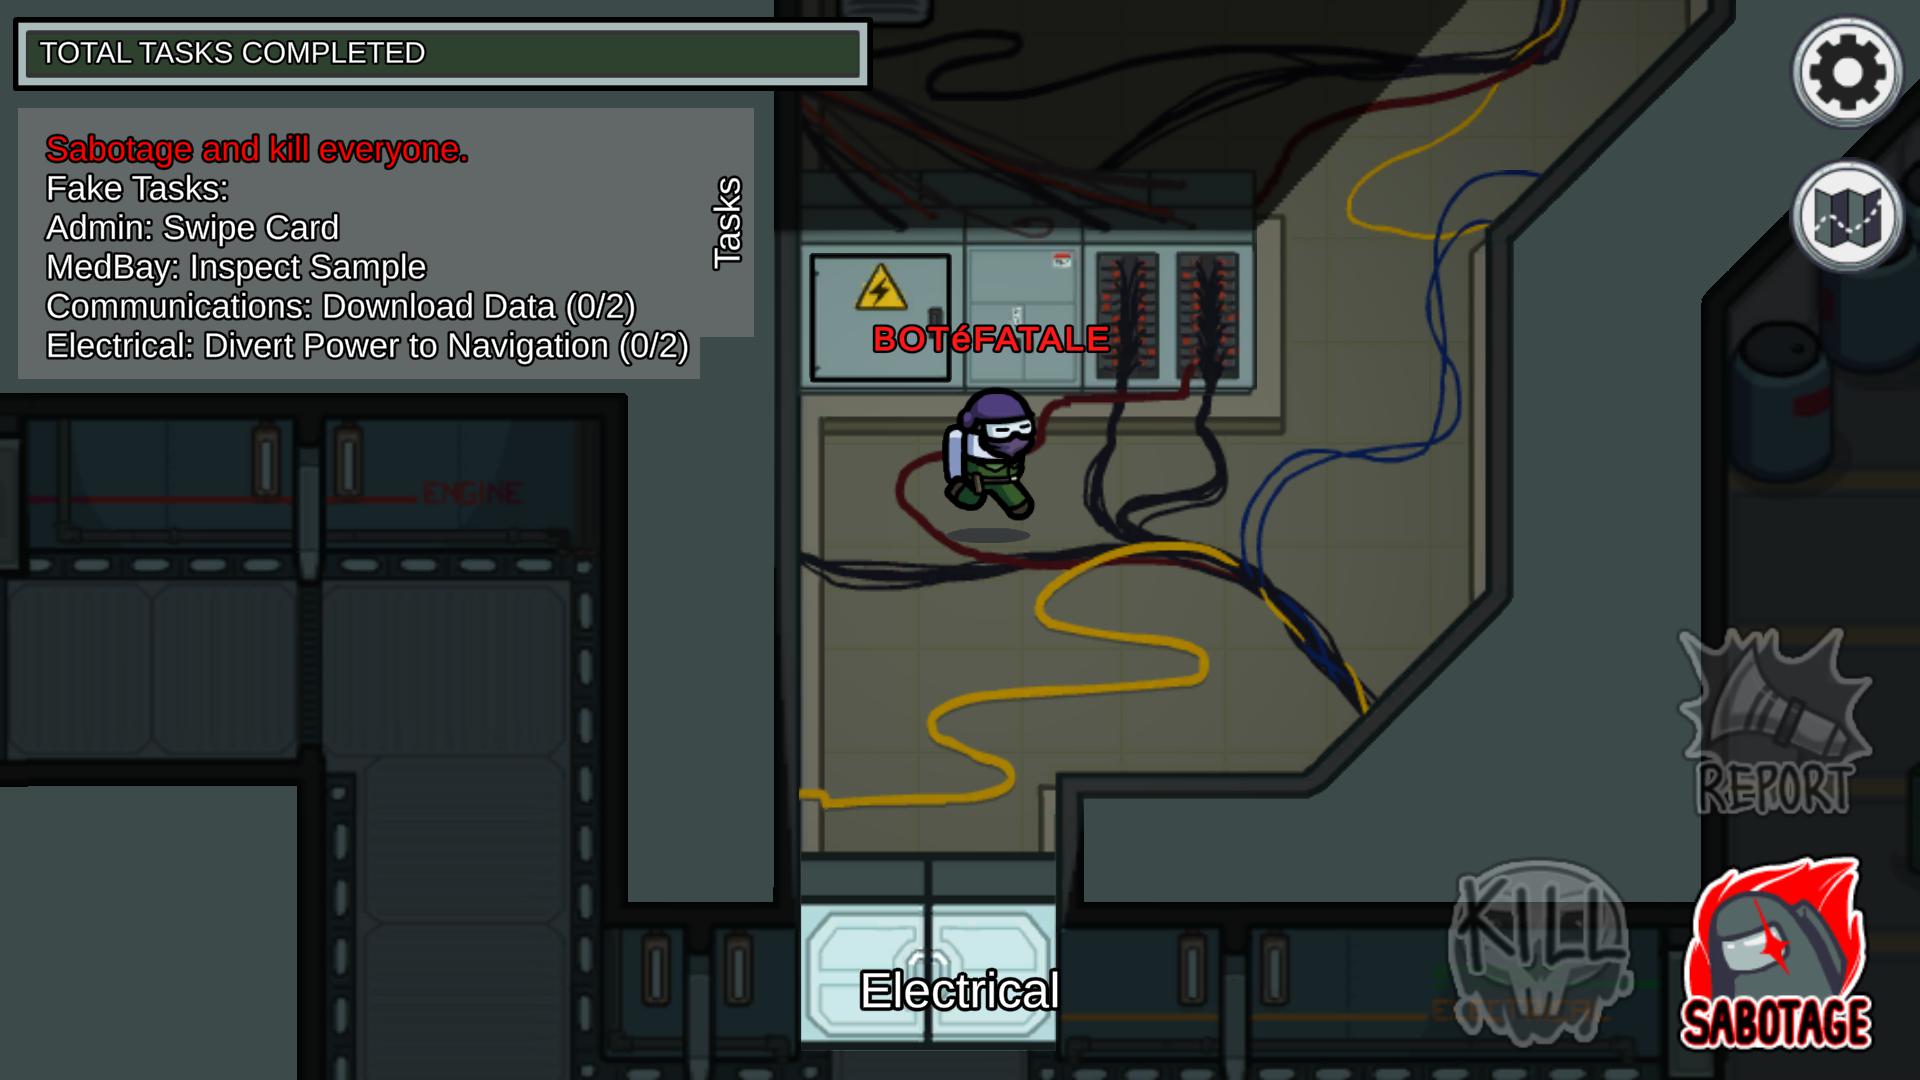 TOTAL TASKS COMPLETED
Sabotage and kill everyone.
Fake Tasks:
Admin: Swipe Card
MedBay: Inspect Sample
Communications: Download Data (0/2)
Electrical: Divert Power to Navigation (0/2)
Tasks
BOTéFATALE
ENGINE
REPORT
KILL
Electrical
SABOTAGE